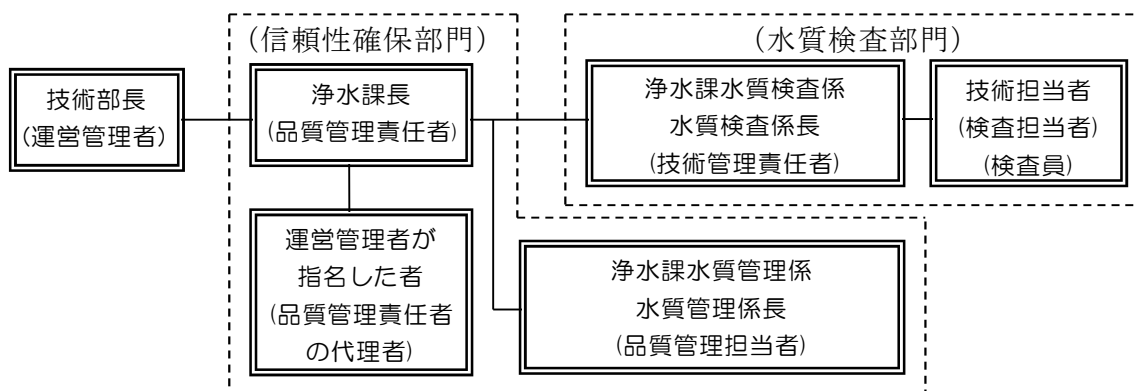 (信頼性確保部門)
(水質検査部門)
技術部長
(運営管理者)
浄水課長
(品質管理責任者)
浄水課水質検査係
水質検査係長
(技術管理責任者)
技術担当者
(検査担当者)
(検査員)
運営管理者が
指名した者
(品質管理責任者
の代理者)
浄水課水質管理係
水質管理係長
(品質管理担当者)